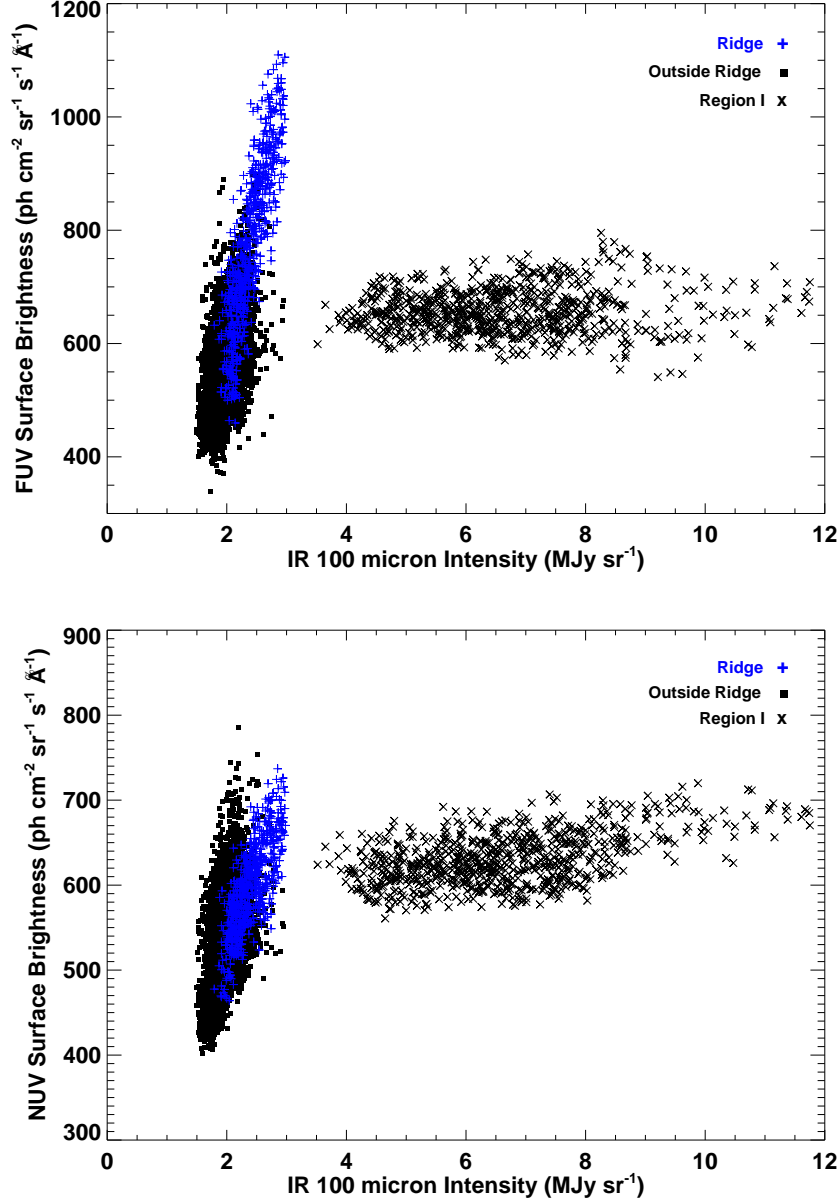 1200
1000
800
600
400
FUV Surface Brightness (ph cm-2 sr-1 s-1 Å-1)
Ridge +
Outside Ridge ■
Region I x
0 2 4 6 8 10 12
IR 100 micron Intensity (MJy sr-1)
900
800
700
600
500
400
300
NUV Surface Brightness (ph cm-2 sr-1 s-1 Å-1)
Ridge +
Outside Ridge ■
Region I x
0 2 4 6 8 10 12
IR 100 micron Intensity (MJy sr-1)